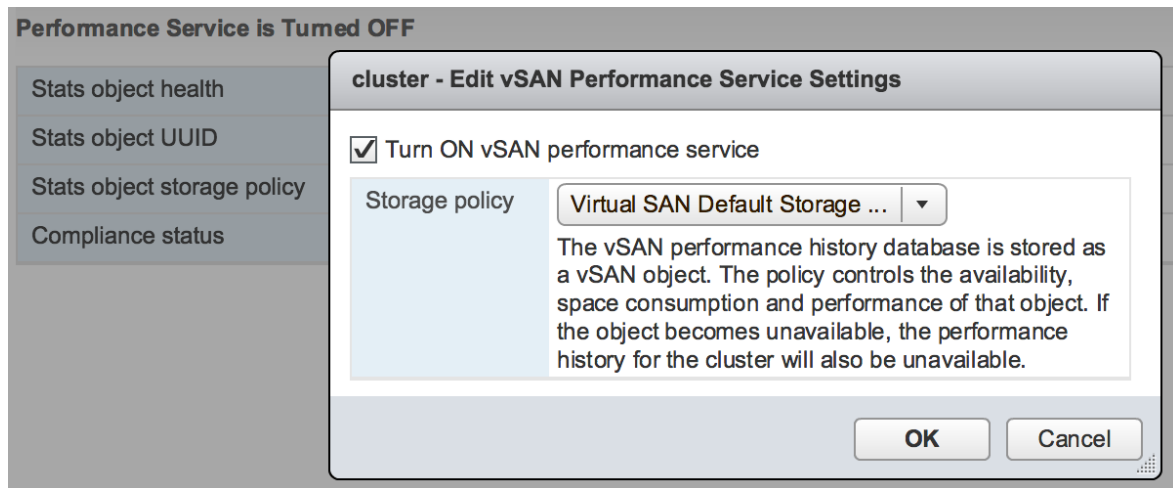 Performance Service is Turned OFF
cluster - Edit vSAN Performance Service Settings
Stats object health
Stats object UUID
Stats object storage policy
Compliance status
Turn ON vSAN performance service
Storage policy
Virtual SAN Default Storage ...
The vSAN performance history database is stored as
a vSAN object. The policy controls the availability,
space consumption and performance of that object. If
the object becomes unavailable, the performance
history for the cluster will also be unavailable.
OK
Cancel